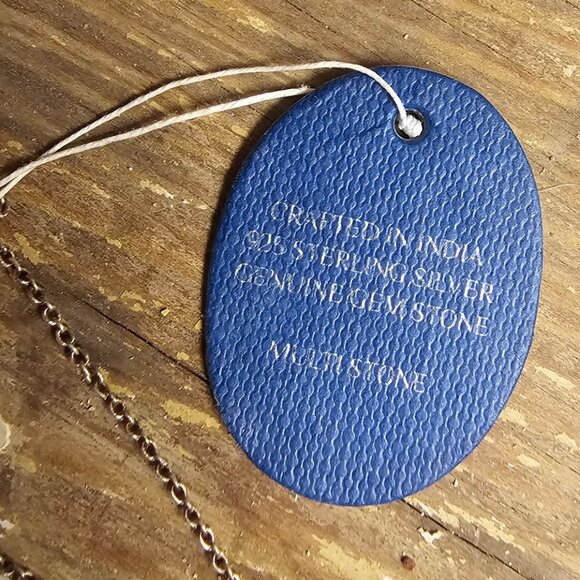 CRAFTED IN INDIA
925 STERLING SILVER
GENUINE GEM STONE
MULTI STONE